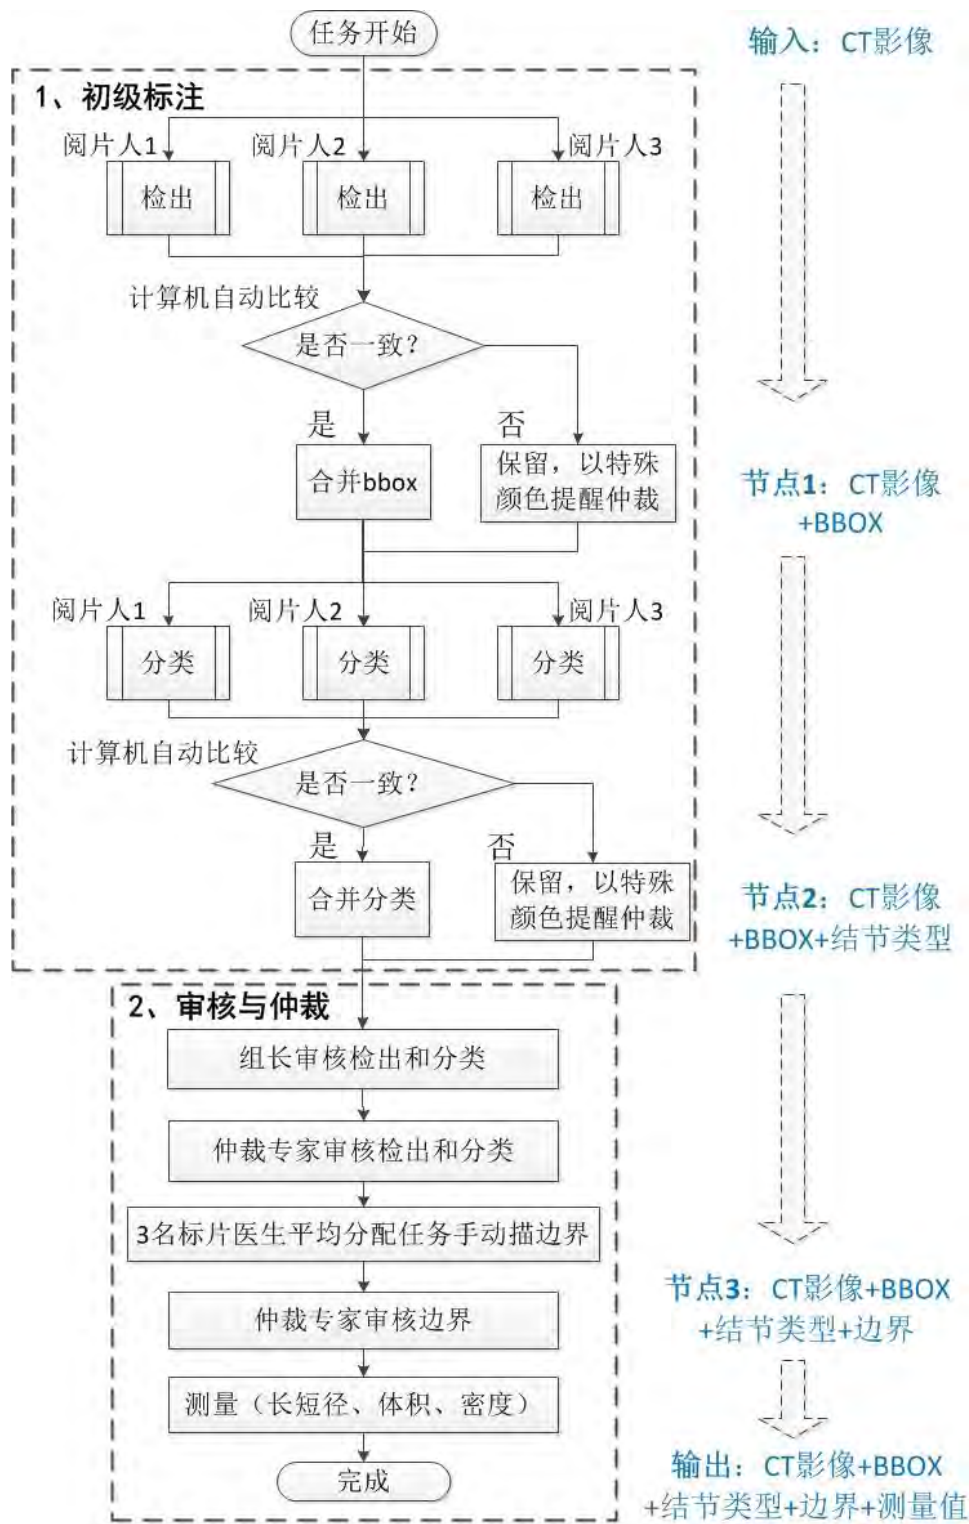 任务开始
输入：CT影像
1、初级标注
阅片人1
阅片人2
阅片人3
检出
检出
检出
计算机自动比较
是否一致？
是
否
合并bbox
保留，以特殊
颜色提醒仲裁
节点1：CT影像
+BBOX
阅片人1
阅片人2
阅片人3
分类
分类
分类
计算机自动比较
是否一致？
是
否
合并分类
保留，以特殊
颜色提醒仲裁
节点2：CT影像
+BBOX+结节类型
2、审核与仲裁
组长审核检出和分类
仲裁专家审核检出和分类
3名标片医生平均分配任务手动描边界
仲裁专家审核边界
节点3：CT影像+BBOX
+结节类型+边界
测量（长短径、体积、密度）
完成
输出：CT影像+BBOX
+结节类型+边界+测量值